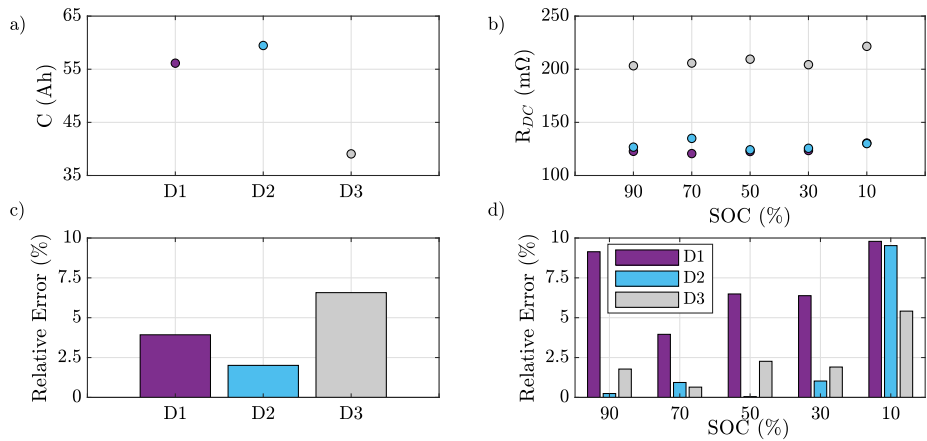 a)
C (Ah)
65
55
45
35
D1 D2 D3
b)
R_DC (mΩ)
250
200
150
100
90 70 50 30 10
SOC (%)
c)
Relative Error (%)
10
7.5
5
2.5
0
D1 D2 D3
d)
Relative Error (%)
10
7.5
5
2.5
0
D1
D2
D3
90 70 50 30 10
SOC (%)